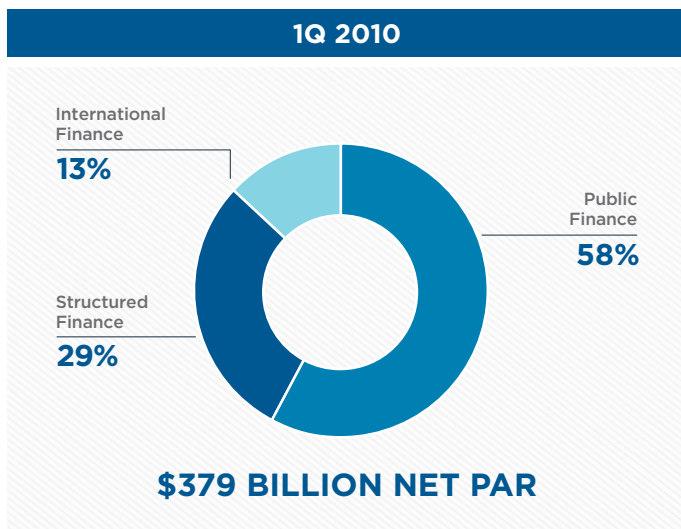 1Q 2010
International
Finance
13%
Public
Finance
58%
Structured
Finance
29%
$379 BILLION NET PAR